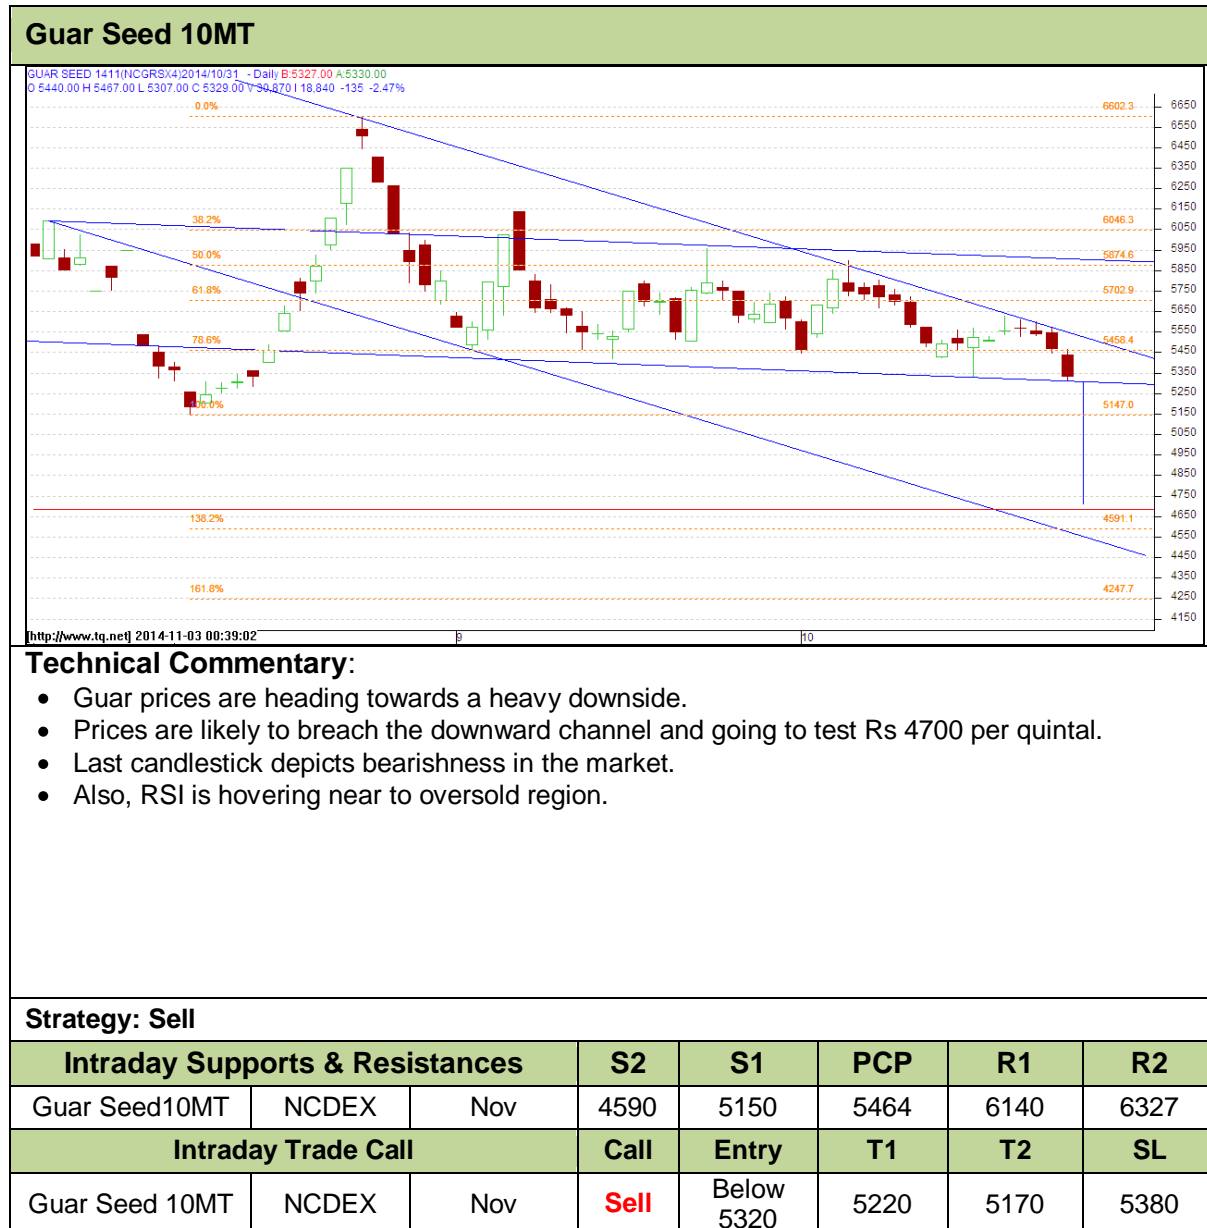 Guar Seed 10MT
GUAR SEED 1411(NCGRSX4)2014/10/31 - Daily B:5327.00 A:5330.00
O 5440.00 H 5467.00 L 5307.00 C 5329.00 V 30,870 I 18,840 -135 -2.47%
0.0% 6602.3
38.2% 6046.3
50.0% 5874.6
61.8% 5702.9
78.6% 5458.4
100.0% 5147.0
138.2% 4591.1
161.8% 4247.7
6650
6550
6450
6350
6250
6150
6050
5950
5850
5750
5650
5550
5450
5350
5250
5150
5050
4950
4850
4750
4650
4550
4450
4350
4250
4150
[http://www.tq.net] 2014-11-03 00:39:02 9 10
Technical Commentary:
• Guar prices are heading towards a heavy downside.
• Prices are likely to breach the downward channel and going to test Rs 4700 per quintal.
• Last candlestick depicts bearishness in the market.
• Also, RSI is hovering near to oversold region.
Strategy: Sell
Intraday Supports & Resistances S2 S1 PCP R1 R2
Guar Seed10MT NCDEX Nov 4590 5150 5464 6140 6327
Intraday Trade Call Call Entry T1 T2 SL
Guar Seed 10MT NCDEX Nov Sell Below 5320 5220 5170 5380